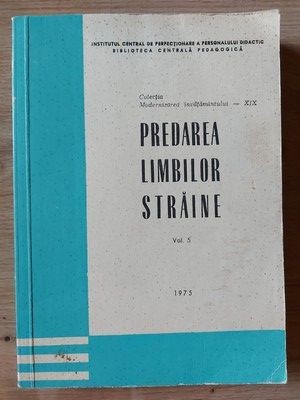 INSTITUTUL CENTRAL DE PERFECȚIONARE A PERSONALULUI DIDACTIC
BIBLIOTECA CENTRALĂ PEDAGOGICĂ
Colecția
Modernizarea învățămîntului — XIX
PREDAREA
LIMBILOR
STRĂINE
Vol. 5
1975